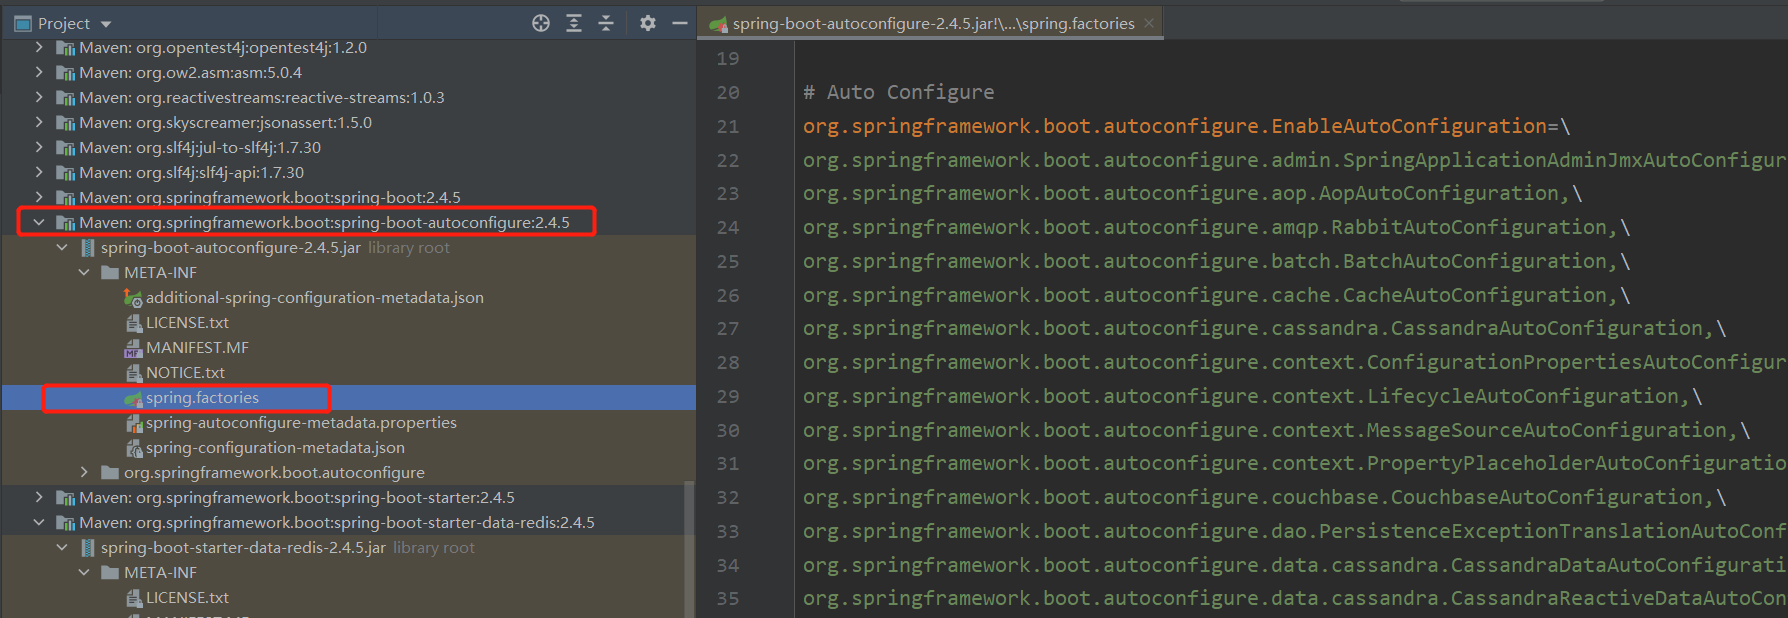 Project
Maven: org.opentest4j:opentest4j:1.2.0
Maven: org.ow2.asm:asm:5.0.4
Maven: org.reactivestreams:reactive-streams:1.0.3
Maven: org.skyscreamer:jsonassert:1.5.0
Maven: org.slf4j:jul-to-slf4j:1.7.30
Maven: org.slf4j:slf4j-api:1.7.30
Maven: org.springframework.boot:spring-boot:2.4.5
Maven: org.springframework.boot:spring-boot-autoconfigure:2.4.5
spring-boot-autoconfigure-2.4.5.jar library root
META-INF
additional-spring-configuration-metadata.json
LICENSE.txt
MANIFEST.MF
NOTICE.txt
spring.factories
spring-autoconfigure-metadata.properties
spring-configuration-metadata.json
org.springframework.boot.autoconfigure
Maven: org.springframework.boot:spring-boot-starter:2.4.5
Maven: org.springframework.boot:spring-boot-starter-data-redis:2.4.5
spring-boot-starter-data-redis-2.4.5.jar library root
META-INF
LICENSE.txt
spring-boot-autoconfigure-2.4.5.jar!\...\spring.factories
19
20 # Auto Configure
21 org.springframework.boot.autoconfigure.EnableAutoConfiguration=\
22 org.springframework.boot.autoconfigure.admin.SpringApplicationAdminJmxAutoConfigur
23 org.springframework.boot.autoconfigure.aop.AopAutoConfiguration,\
24 org.springframework.boot.autoconfigure.amqp.RabbitAutoConfiguration,\
25 org.springframework.boot.autoconfigure.batch.BatchAutoConfiguration,\
26 org.springframework.boot.autoconfigure.cache.CacheAutoConfiguration,\
27 org.springframework.boot.autoconfigure.cassandra.CassandraAutoConfiguration,\
28 org.springframework.boot.autoconfigure.context.ConfigurationPropertiesAutoConfigur
29 org.springframework.boot.autoconfigure.context.LifecycleAutoConfiguration,\
30 org.springframework.boot.autoconfigure.context.MessageSourceAutoConfiguration,\
31 org.springframework.boot.autoconfigure.context.PropertyPlaceholderAutoConfiguratio
32 org.springframework.boot.autoconfigure.couchbase.CouchbaseAutoConfiguration,\
33 org.springframework.boot.autoconfigure.dao.PersistenceExceptionTranslationAutoConf
34 org.springframework.boot.autoconfigure.data.cassandra.CassandraDataAutoConfigurati
35 org.springframework.boot.autoconfigure.data.cassandra.CassandraReactiveDataAutoCon